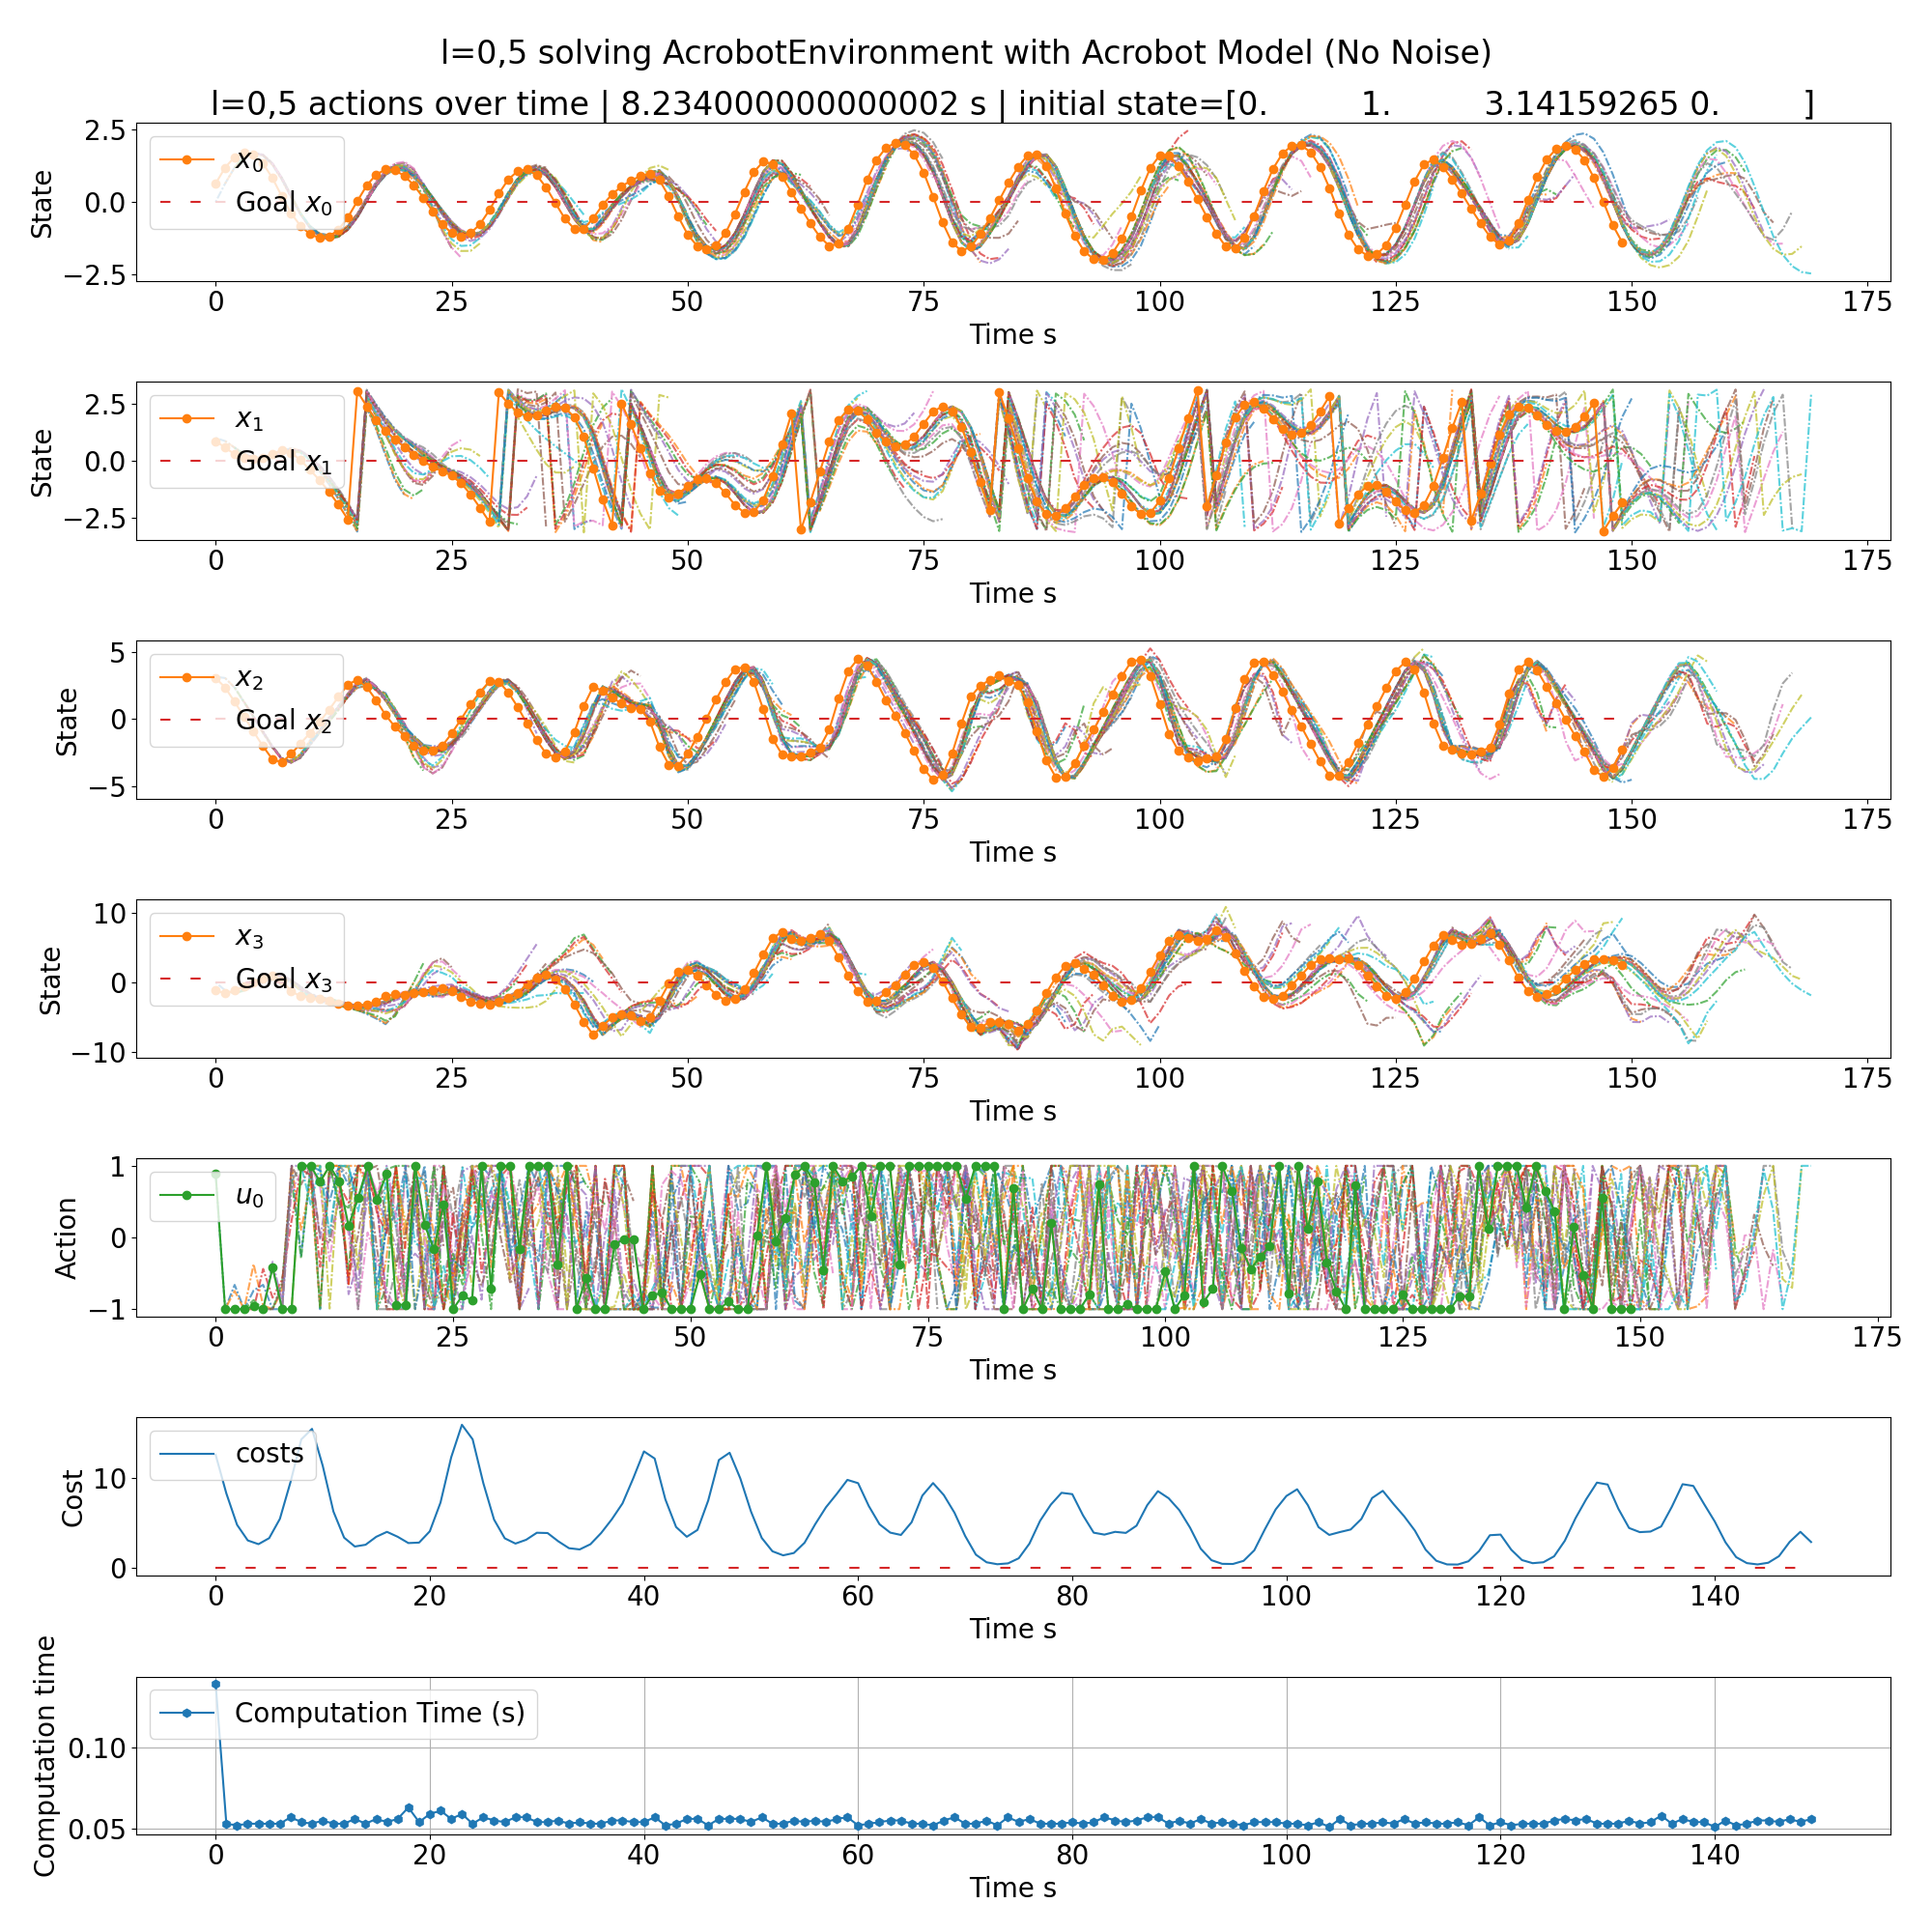 l=0,5 solving AcrobotEnvironment with Acrobot Model (No Noise)
l=0,5 actions over time | 8.234000000000002 s | initial state=[0. 1. 3.14159265 0. ]
2.5
0.0
−2.5
State
x0
Goal x0
0 25 50 75 100 125 150 175
Time s
2.5
0.0
−2.5
State
x1
Goal x1
0 25 50 75 100 125 150 175
Time s
5
0
−5
State
x2
Goal x2
0 25 50 75 100 125 150 175
Time s
10
0
−10
State
x3
Goal x3
0 25 50 75 100 125 150 175
Time s
1
0
−1
Action
u0
0 25 50 75 100 125 150 175
Time s
10
0
Cost
costs
0 20 40 60 80 100 120 140
Time s
0.10
0.05
Computation time
Computation Time (s)
0 20 40 60 80 100 120 140
Time s